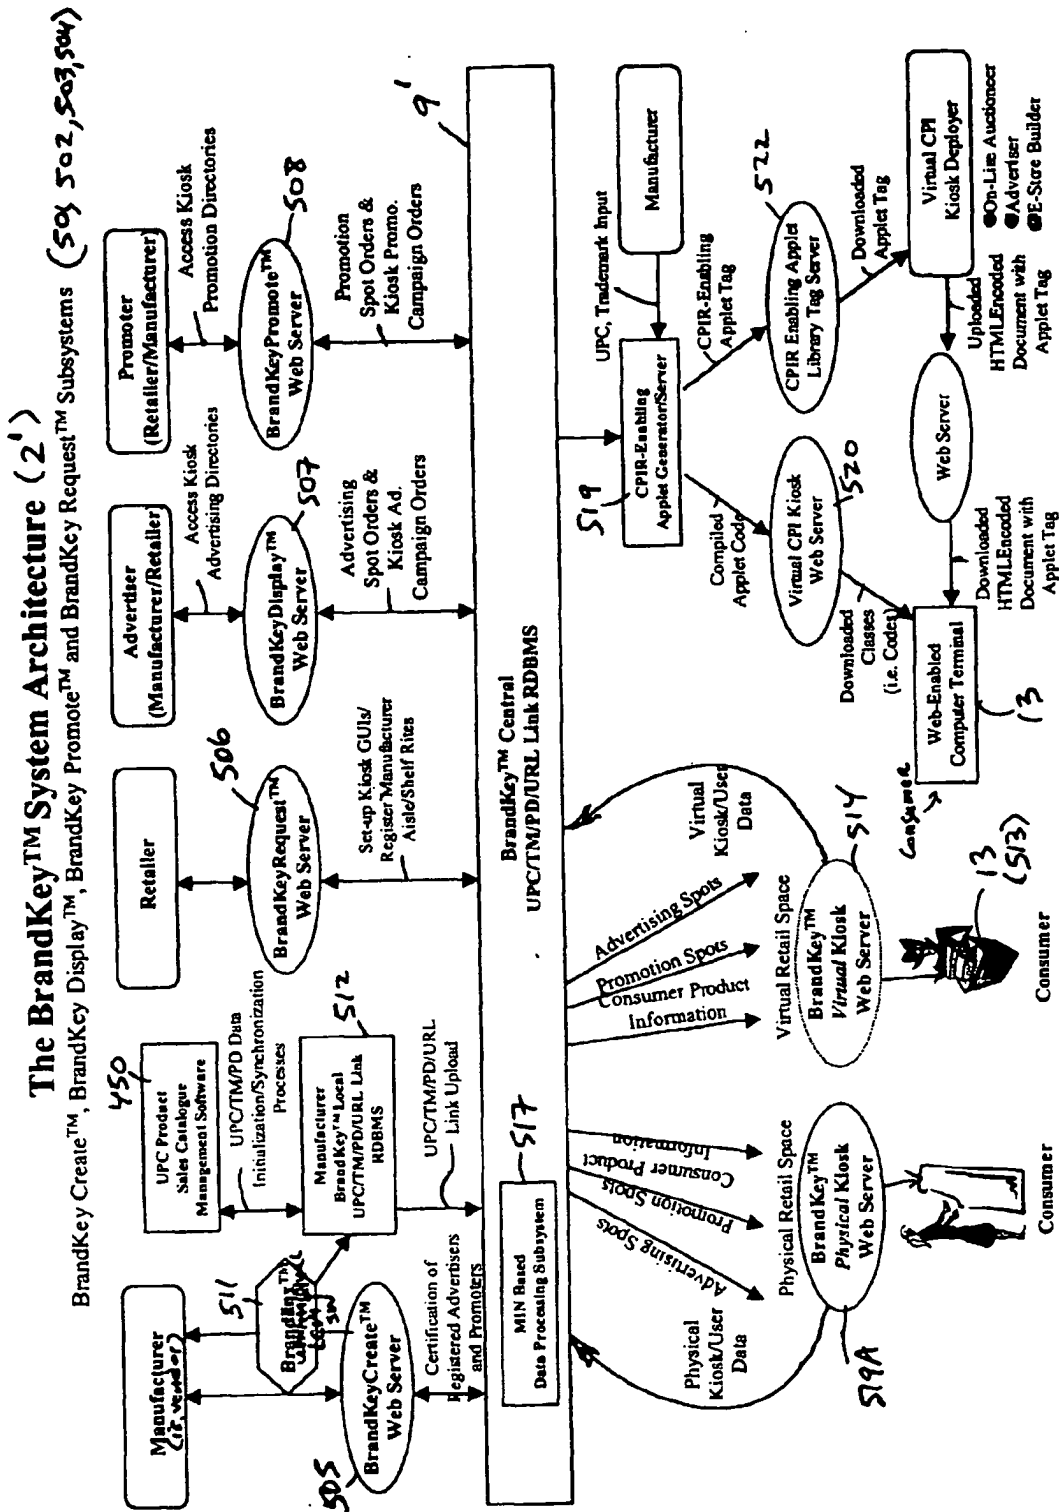 The BrandKey™ System Architecture (2')
BrandKey Create™, BrandKey Display™, BrandKey Promote™ and BrandKey Request™ Subsystems (501, 502, 503, 504)
Manufacturer
(ie, vendor)
511
505
BrandKeyCreate™
Web Server
Certification of
Registered Advertisers
and Promoters
450
UPC Product
Sales Catalogue
Management Software
UPC/TM/PD Data
Initialization/Synchronization
Processes
512
Manufacturer
BrandKey™ Local
UPC/TM/PD/URL Link
RDBMS
UPC/TM/PD/URL
Link Upload
Retailer
506
BrandKeyRequest™
Web Server
Set-up Kiosk GUIs/
Register Manufacturer
Aisle/Shelf Rites
Advertiser
(Manufacturer/Retailer)
Access Kiosk
Advertising Directories
507
BrandKeyDisplay™
Web Server
Advertising
Spot Orders &
Kiosk Ad.
Campaign Orders
Promoter
(Retailer/Manufacturer)
Access Kiosk
Promotion Directories
508
BrandKeyPromote™
Web Server
Promotion
Spot Orders &
Kiosk Promo.
Campaign Orders
9'
MIN Based
Data Processing Subsystem
517
BrandKey™ Central
UPC/TM/PD/URL Link RDBMS
Physical
Kiosk/User
Data
Advertising Spots
Promotion Spots
Consumer Product
Information
Physical Retail Space
BrandKey™
Physical Kiosk
Web Server
519A
Consumer
Advertising Spots
Promotion Spots
Consumer Product
Information
Virtual
Kiosk/User
Data
Virtual Retail Space
BrandKey™
Virtual Kiosk
Web Server
514
13
(513)
Consumer
519
CPIR-Enabling
Applet Generator/Server
UPC, Trademark Input
Manufacturer
Compiled
Applet Code
CPIR-Enabling
Applet Tag
Virtual CPI Kiosk
Web Server
520
CPIR Enabling Applet
Library Tag Server
522
Downloaded
Classes
(i.e. Codes)
Downloaded
Applet Tag
Consumer
Web-Enabled
Computer Terminal
13
Downloaded
HTMLEncoded
Document with
Applet Tag
Web Server
Uploaded
HTMLEncoded
Document with
Applet Tag
Virtual CPI
Kiosk Deployer
●On-Line Auctioneer
●Advertiser
●E-Store Builder